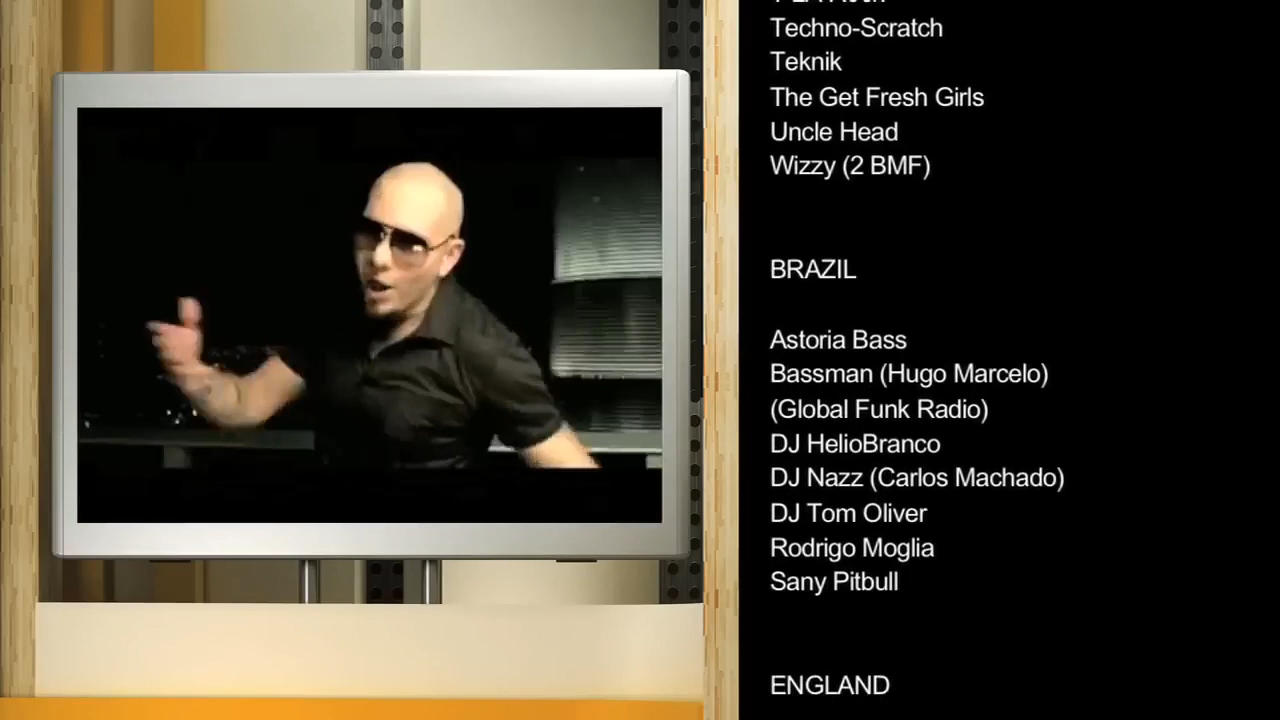 Techno-Scratch
Teknik
The Get Fresh Girls
Uncle Head
Wizzy (2 BMF)
BRAZIL
Astoria Bass
Bassman (Hugo Marcelo)
(Global Funk Radio)
DJ HelioBranco
DJ Nazz (Carlos Machado)
DJ Tom Oliver
Rodrigo Moglia
Sany Pitbull
ENGLAND